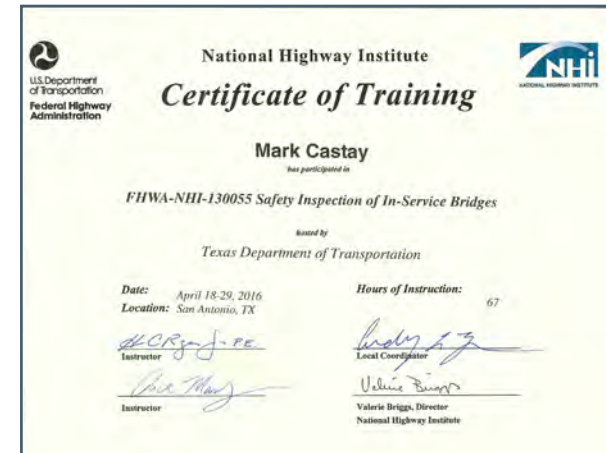 U.S. Department
of Transportation
Federal Highway
Administration
National Highway Institute
Certificate of Training
NHi
NATIONAL HIGHWAY INSTITUTE
Mark Castay
has participated in
FHWA-NHI-130055 Safety Inspection of In-Service Bridges
hosted by
Texas Department of Transportation
Date: April 18-29, 2016
Location: San Antonio, TX
Hours of Instruction:
67
P.E.
Instructor
Local Coordinator
Instructor
Valerie Briggs
Valerie Briggs, Director
National Highway Institute